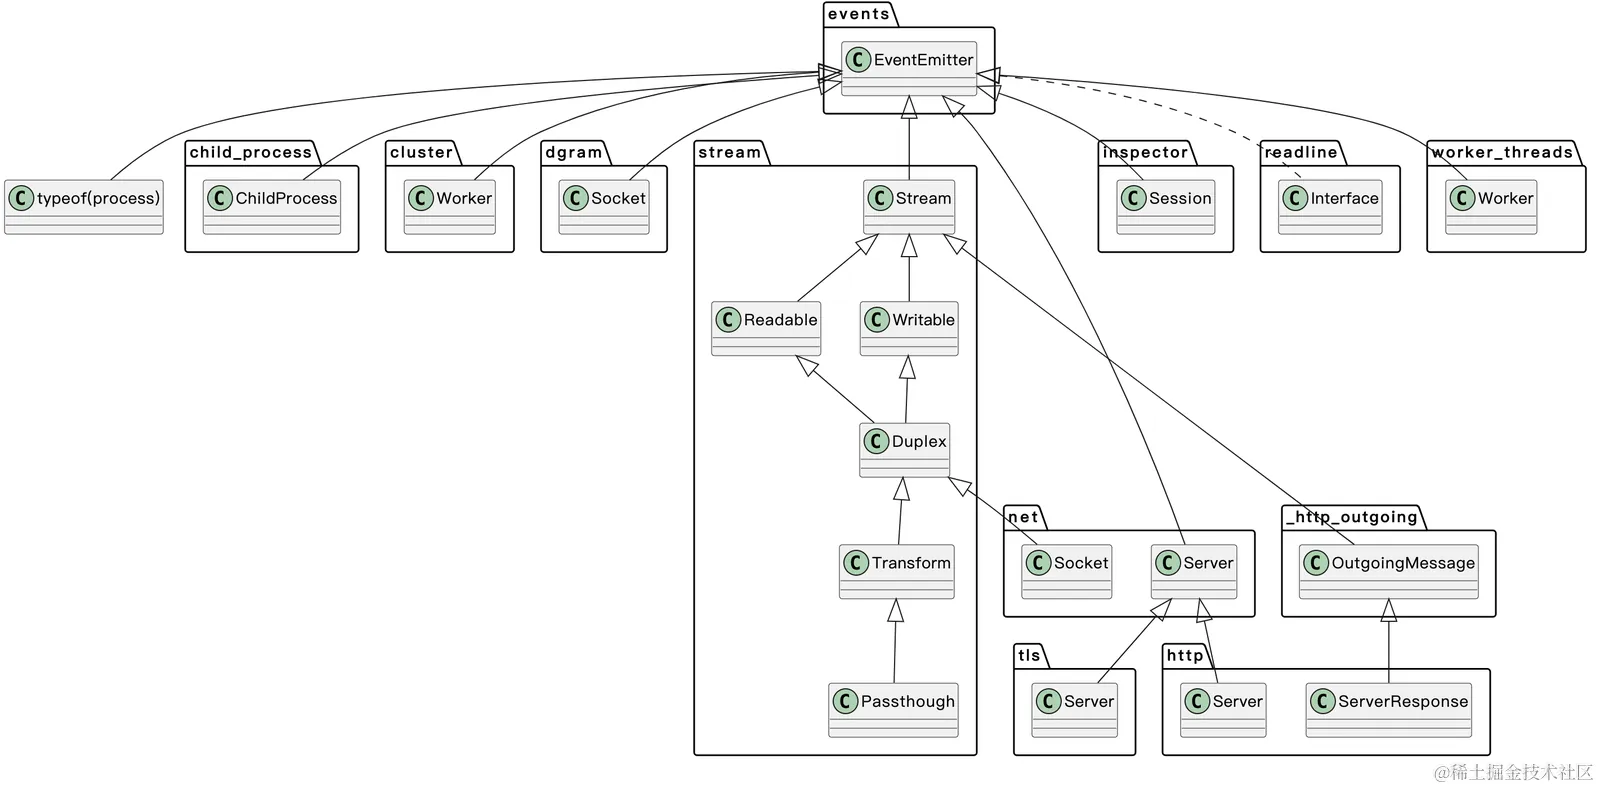 events
C EventEmitter
child_process
cluster
dgram
stream
inspector
readline
worker_threads
C typeof(process)
C ChildProcess
C Worker
C Socket
C Stream
C Session
C Interface
C Worker
C Readable
C Writable
C Duplex
net
_http_outgoing
C Transform
C Socket
C Server
C OutgoingMessage
tls
http
C Passthough
C Server
C Server
C ServerResponse
@稀土掘金技术社区